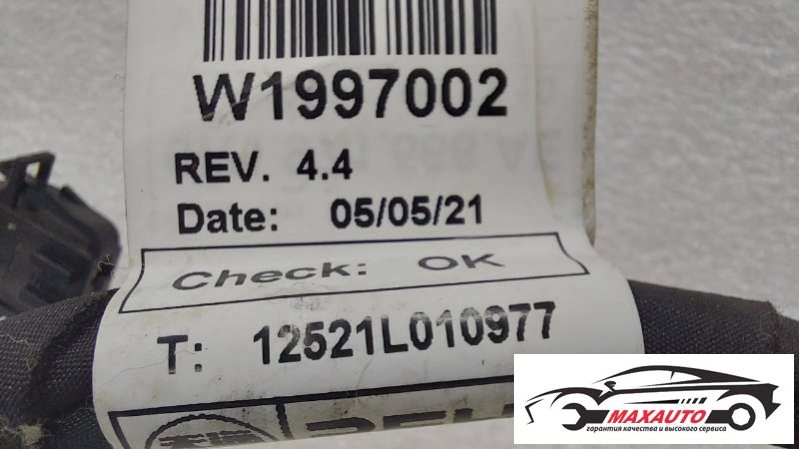 W1997002
REV. 4.4
Date: 05/05/21
Check: OK
T: 12521L010977
MAXAUTO
гарантия качества и высокого сервиса